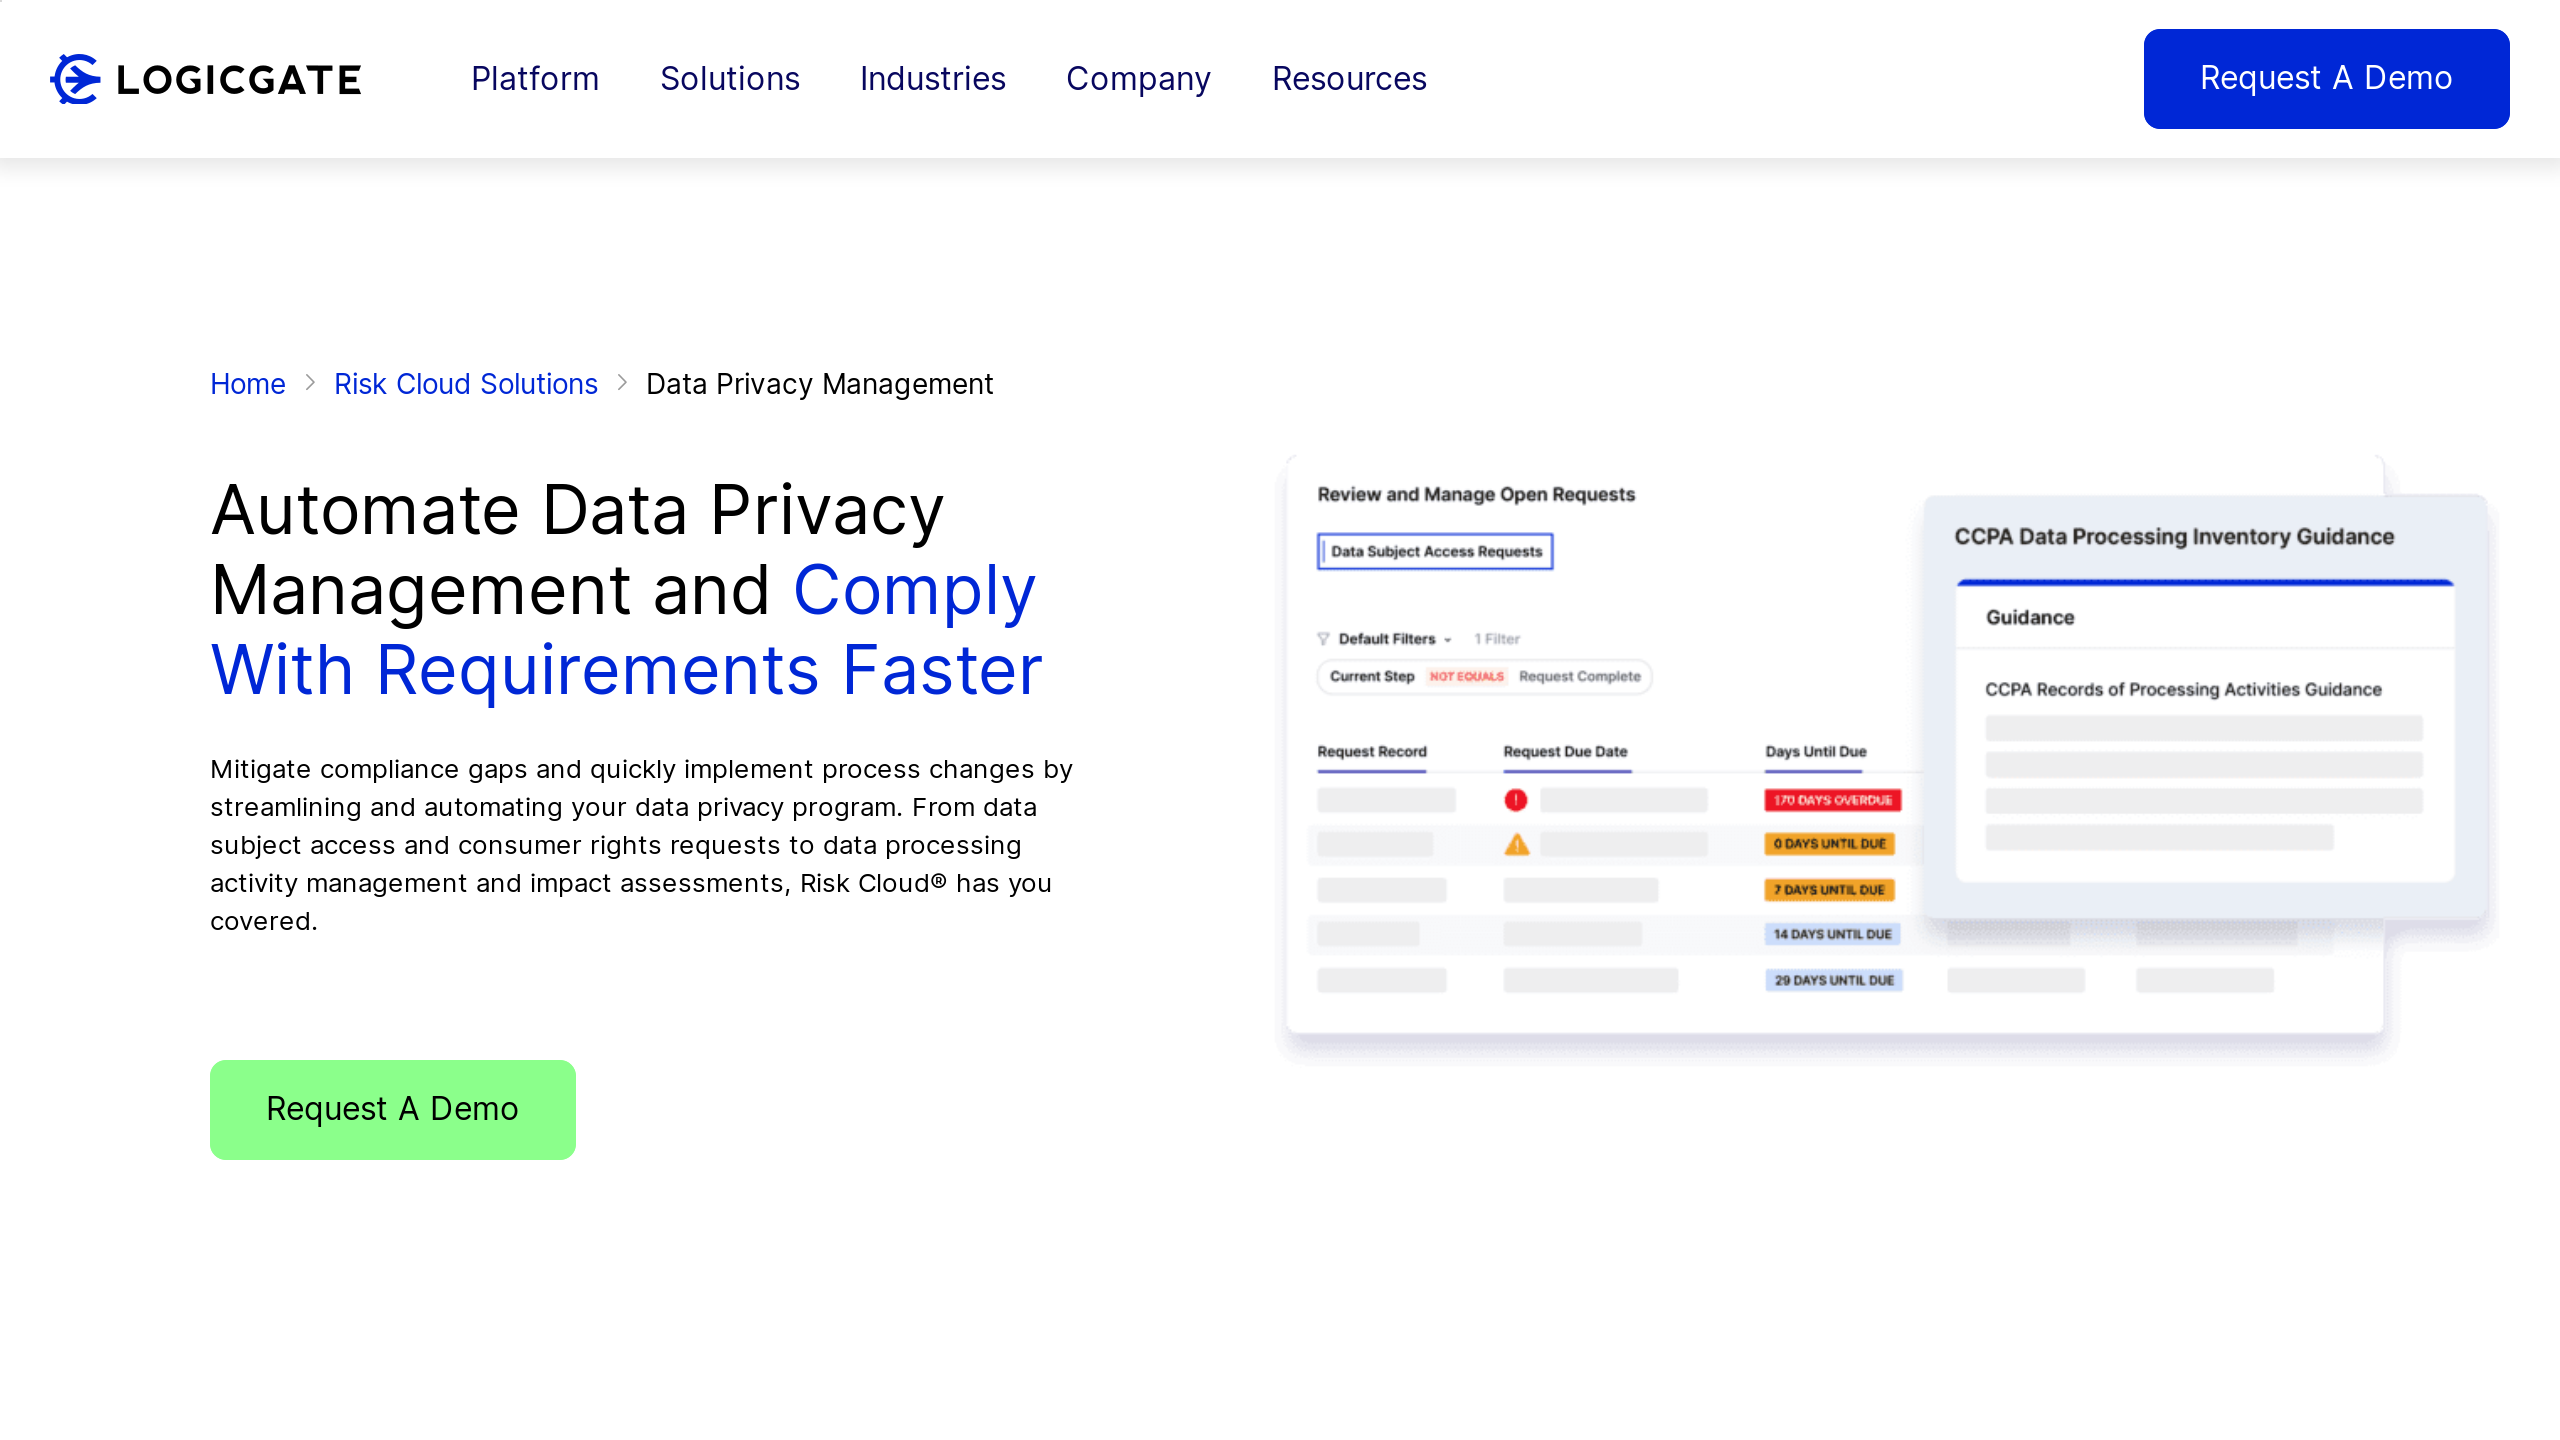 LOGICGATE
Platform
Solutions
Industries
Company
Resources
Request A Demo
Home > Risk Cloud Solutions > Data Privacy Management
Automate Data Privacy
Management and Comply
With Requirements Faster
Mitigate compliance gaps and quickly implement process changes by
streamlining and automating your data privacy program. From data
subject access and consumer rights requests to data processing
activity management and impact assessments, Risk Cloud® has you
covered.
Request A Demo
Review and Manage Open Requests
Data Subject Access Requests
Default Filters 1 Filter
Current Step NOT EQUALS Request Complete
Request Record Request Due Date Days Until Due
170 DAYS OVERDUE
0 DAYS UNTIL DUE
7 DAYS UNTIL DUE
14 DAYS UNTIL DUE
29 DAYS UNTIL DUE
CCPA Data Processing Inventory Guidance
Guidance
CCPA Records of Processing Activities Guidance